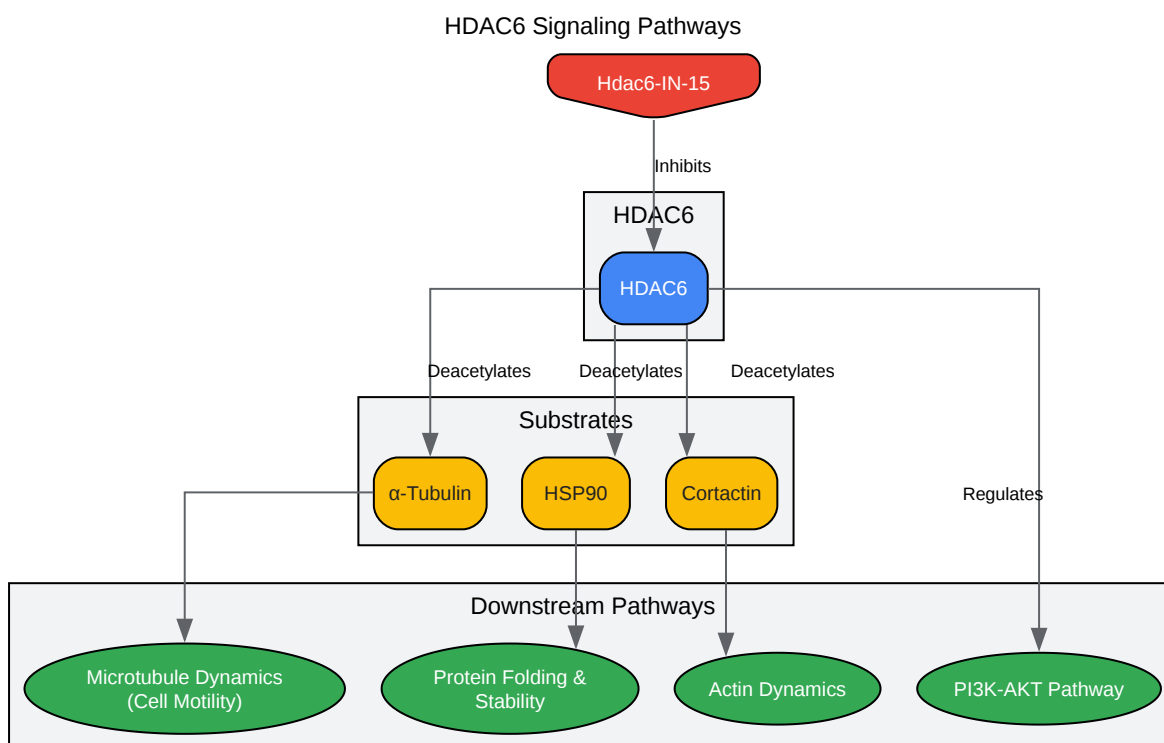 HDAC6 Signaling Pathways
Hdac6-IN-15
Inhibits
HDAC6
HDAC6
Deacetylates
Deacetylates
Deacetylates
Substrates
α-Tubulin
HSP90
Cortactin
Regulates
Downstream Pathways
Microtubule Dynamics
(Cell Motility)
Protein Folding &
Stability
Actin Dynamics
PI3K-AKT Pathway